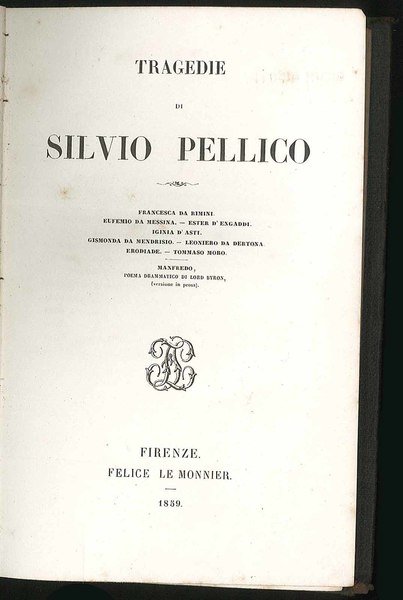 TRAGEDIE
DI
SILVIO PELLICO
FRANCESCA DA RIMINI
EUFEMIO DA MESSINA. — ESTER D'ENGADDI.
IGINIA D'ASTI.
GISMONDA DA MENDRISIO. — LEONIERO DA DERTONA.
ERODIADE. — TOMMASO MORO.
MANFREDO,
POEMA DRAMMATICO DI LORD BYRON,
(versione in prosa).
FIRENZE.
FELICE LE MONNIER.
1859.